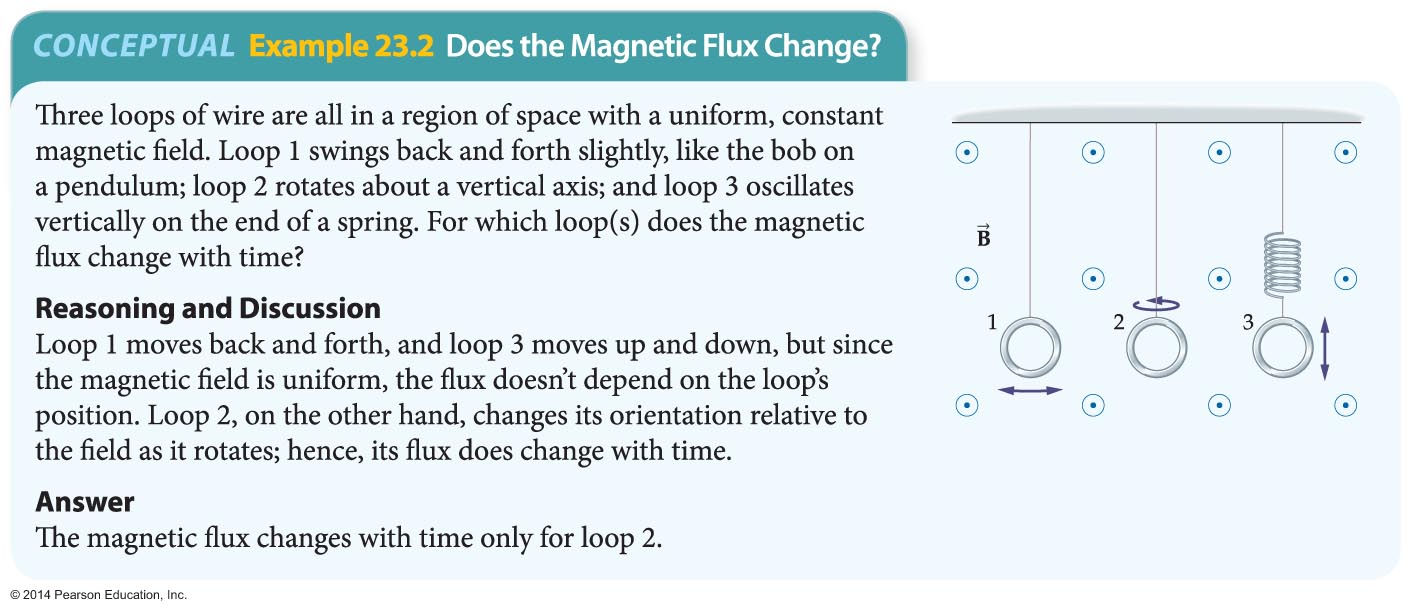 CONCEPTUAL Example 23.2 Does the Magnetic Flux Change?
Three loops of wire are all in a region of space with a uniform, constant
magnetic field. Loop 1 swings back and forth slightly, like the bob on
a pendulum; loop 2 rotates about a vertical axis; and loop 3 oscillates
vertically on the end of a spring. For which loop(s) does the magnetic
flux change with time?
Reasoning and Discussion
Loop 1 moves back and forth, and loop 3 moves up and down, but since
the magnetic field is uniform, the flux doesn’t depend on the loop’s
position. Loop 2, on the other hand, changes its orientation relative to
the field as it rotates; hence, its flux does change with time.
Answer
The magnetic flux changes with time only for loop 2.
B⃗
1 2 3
© 2014 Pearson Education, Inc.